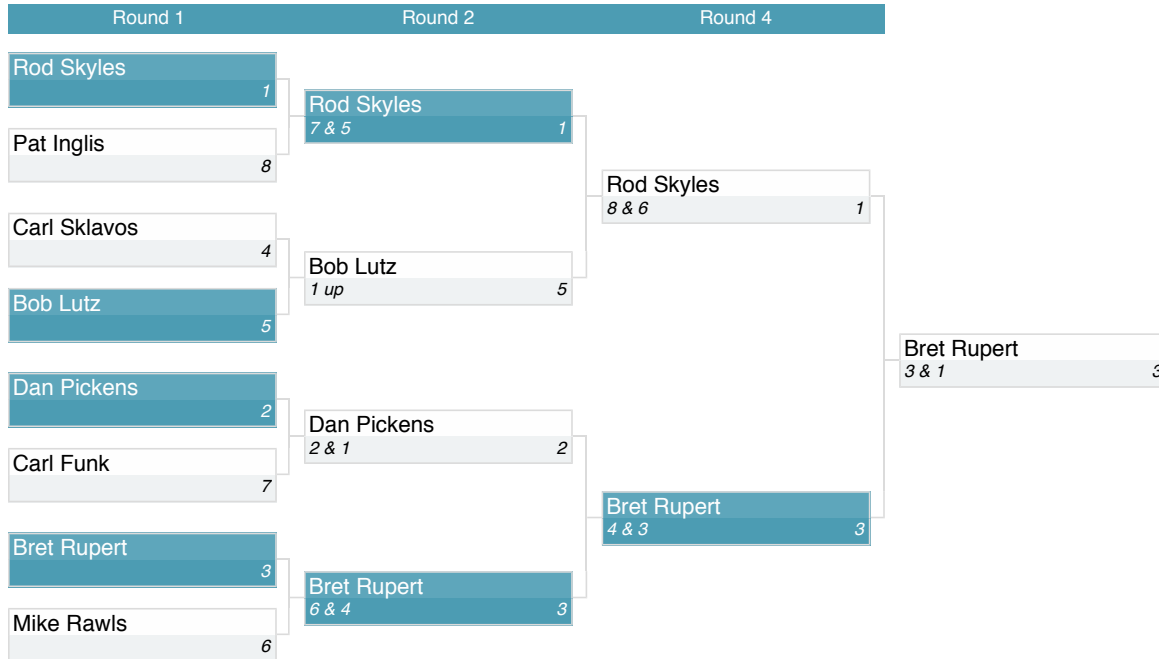 Round 1
Round 2
Round 4
Rod Skyles
1
Pat Inglis
8
Carl Sklavos
4
Bob Lutz
5
Dan Pickens
2
Carl Funk
7
Bret Rupert
3
Mike Rawls
6
Rod Skyles
7 & 5 1
Bob Lutz
1 up 5
Dan Pickens
2 & 1 2
Bret Rupert
6 & 4 3
Rod Skyles
8 & 6 1
Bret Rupert
4 & 3 3
Bret Rupert
3 & 1 3